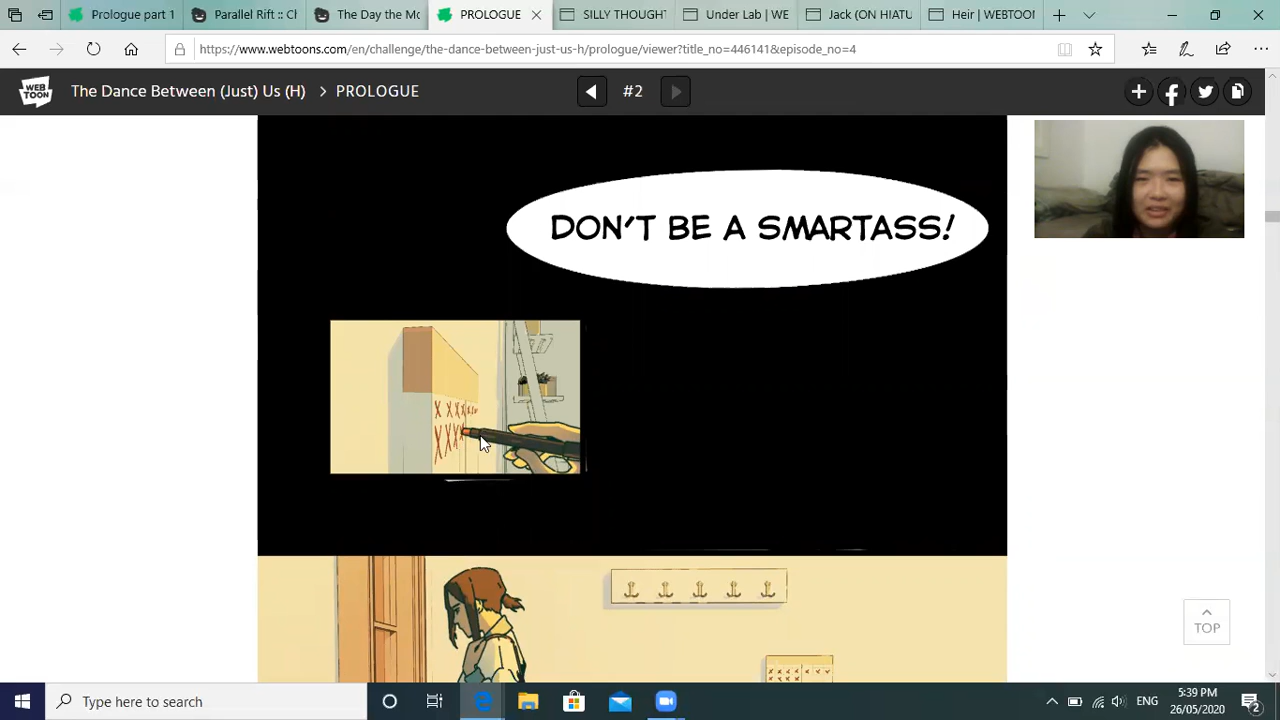 Prologue part 1
Parallel Rift :: Cl
The Day the Mo
PROLOGUE
SILLY THOUGHT
Under Lab | WE
Jack (ON HIATU
Heir | WEBTOON
https://www.webtoons.com/en/challenge/the-dance-between-just-us-h/prologue/viewer?title_no=446141&episode_no=4
WEB
TOON
The Dance Between (Just) Us (H) > PROLOGUE
#2
DON'T BE A SMARTASS!
TOP
Type here to search
ENG
5:39 PM
26/05/2020
2